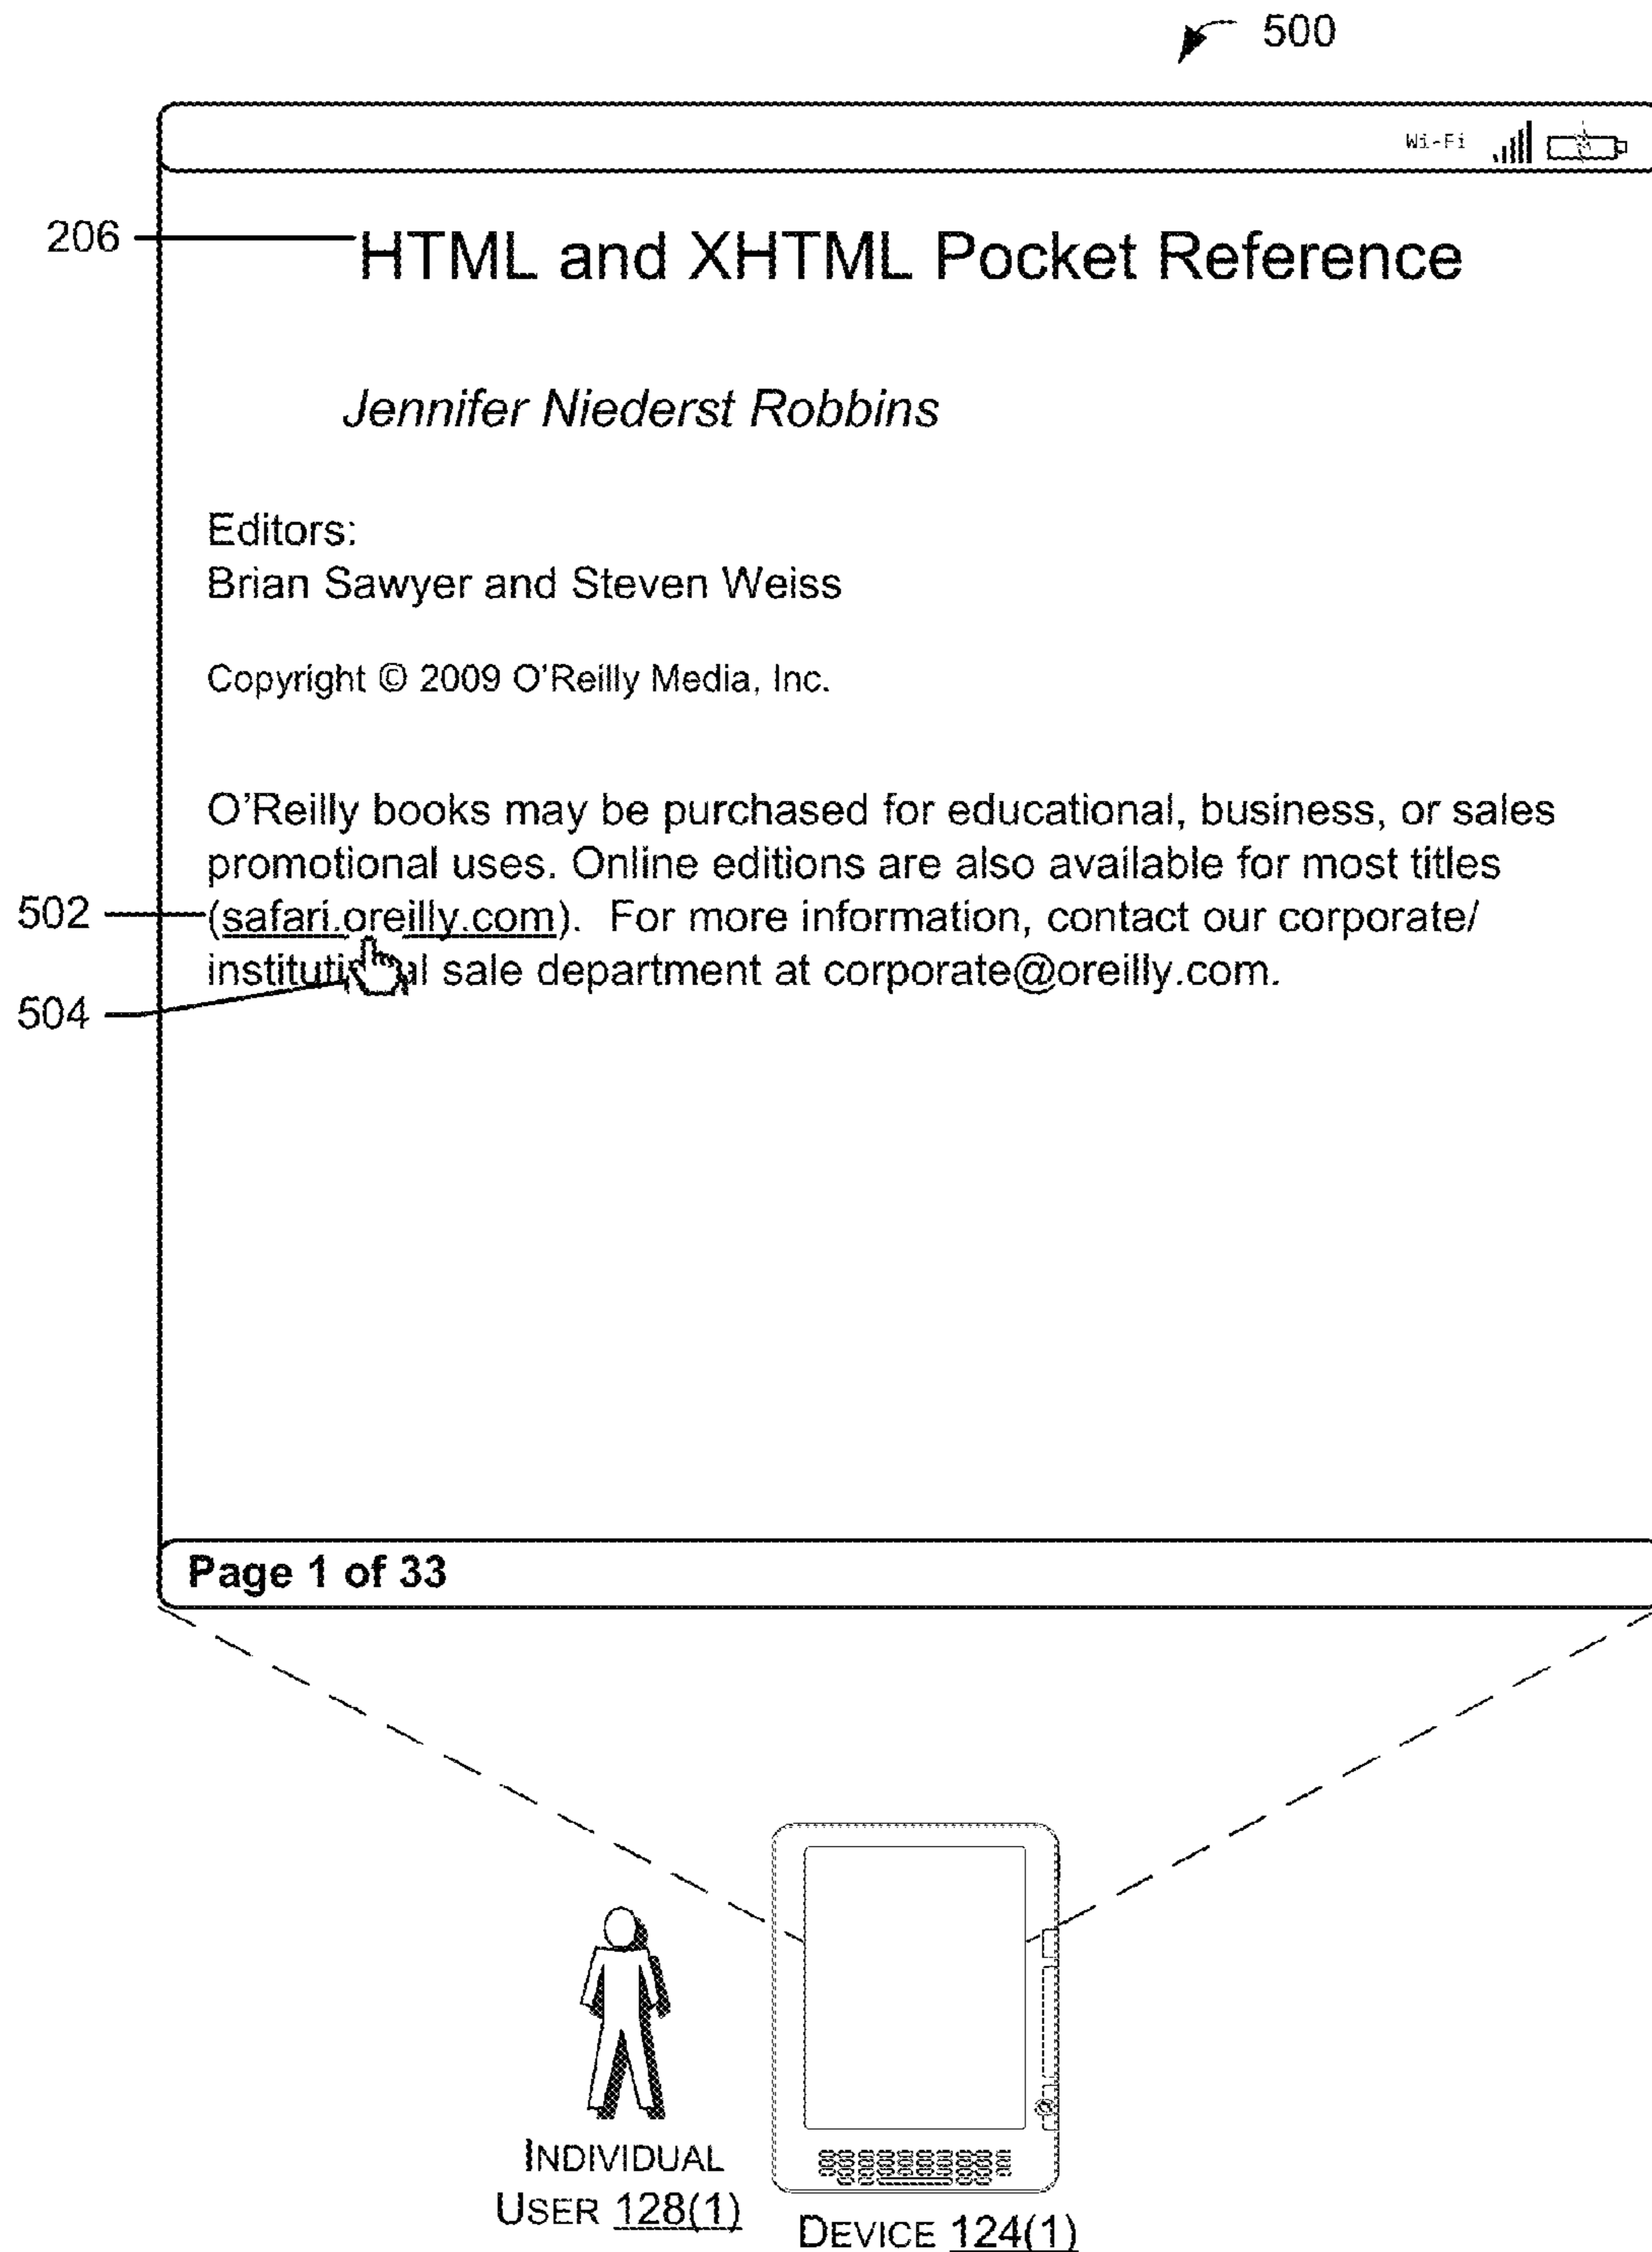 500
Wi-Fi
206
HTML and XHTML Pocket Reference
Jennifer Niederst Robbins
Editors:
Brian Sawyer and Steven Weiss
Copyright © 2009 O'Reilly Media, Inc.
O'Reilly books may be purchased for educational, business, or sales
promotional uses. Online editions are also available for most titles
502
(safari.oreilly.com). For more information, contact our corporate/
sale department at corporate@oreilly.com.
504
Page 1 of 33
INDIVIDUAL
USER 128(1)
DEVICE 124(1)